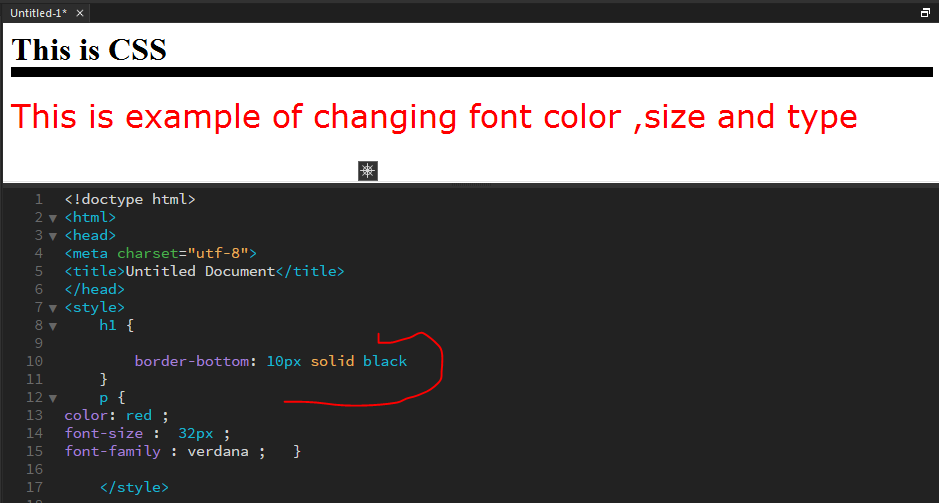 Untitled-1* ×
This is CSS
This is example of changing font color ,size and type
1 <!doctype html>
2 ▼ <html>
3 ▼ <head>
4 <meta charset="utf-8">
5 <title>Untitled Document</title>
6 </head>
7 ▼ <style>
8 ▼ h1 {
9
10 border-bottom: 10px solid black
11 }
12 ▼ p {
13 color: red ;
14 font-size :  32px ;
15 font-family : verdana ;   }
16
17 </style>